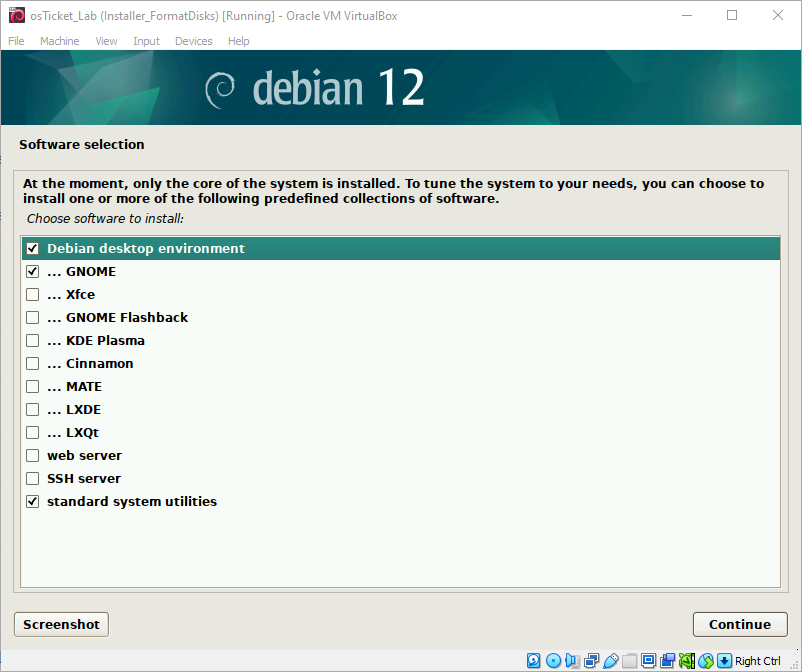 osTicket_Lab (Installer_FormatDisks) [Running] - Oracle VM VirtualBox
File Machine View Input Devices Help
debian 12
Software selection
At the moment, only the core of the system is installed. To tune the system to your needs, you can choose to
install one or more of the following predefined collections of software.
Choose software to install:
Debian desktop environment
... GNOME
... Xfce
... GNOME Flashback
... KDE Plasma
... Cinnamon
... MATE
... LXDE
... LXQt
web server
SSH server
standard system utilities
Screenshot
Continue
Right Ctrl